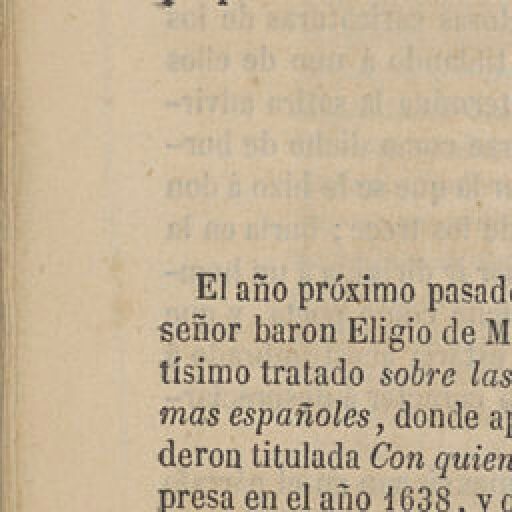 El año próximo pasad
señor baron Eligio de M
tísimo tratado sobre las
mas españoles, donde ap
deron titulada Con quien
presa en el año 1638, y